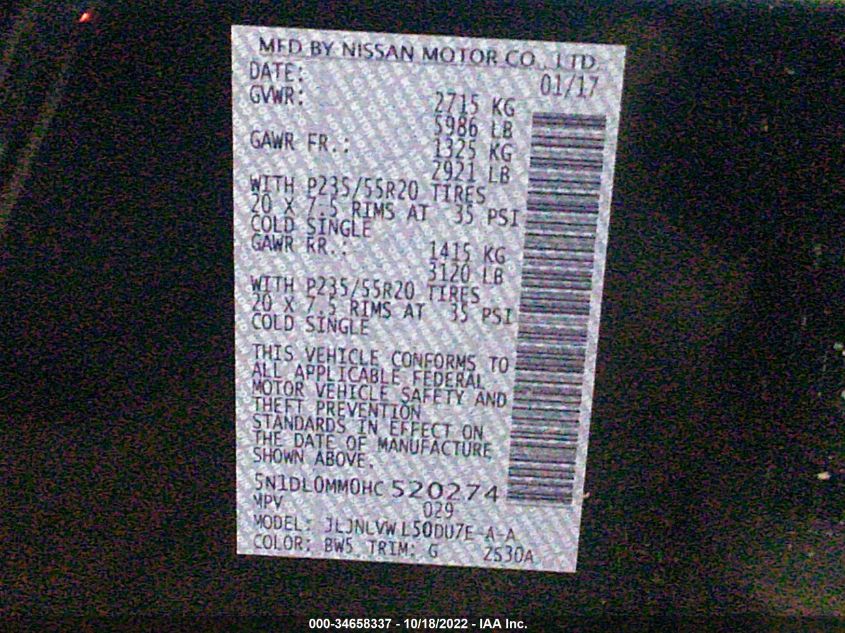 MFD BY NISSAN MOTOR CO., LTD.
DATE: 01/17
GVWR: 2715 KG
5986 LB
GAWR FR.: 1325 KG
2921 LB
WITH P235/55R20 TIRES
20 X 7.5 RIMS AT 35 PSI
COLD SINGLE
GAWR RR.: 1415 KG
3120 LB
WITH P235/55R20 TIRES
20 X 7.5 RIMS AT 35 PSI
COLD SINGLE
THIS VEHICLE CONFORMS TO
ALL APPLICABLE FEDERAL
MOTOR VEHICLE SAFETY AND
THEFT PREVENTION
STANDARDS IN EFFECT ON
THE DATE OF MANUFACTURE
SHOWN ABOVE.
5N1DL0MM0HC520274
MPV 029
MODEL: JLJNLVWL50DU7E-A-A
COLOR: BW5 TRIM: G 2S30A
000-34658337 - 10/18/2022 - IAA Inc.